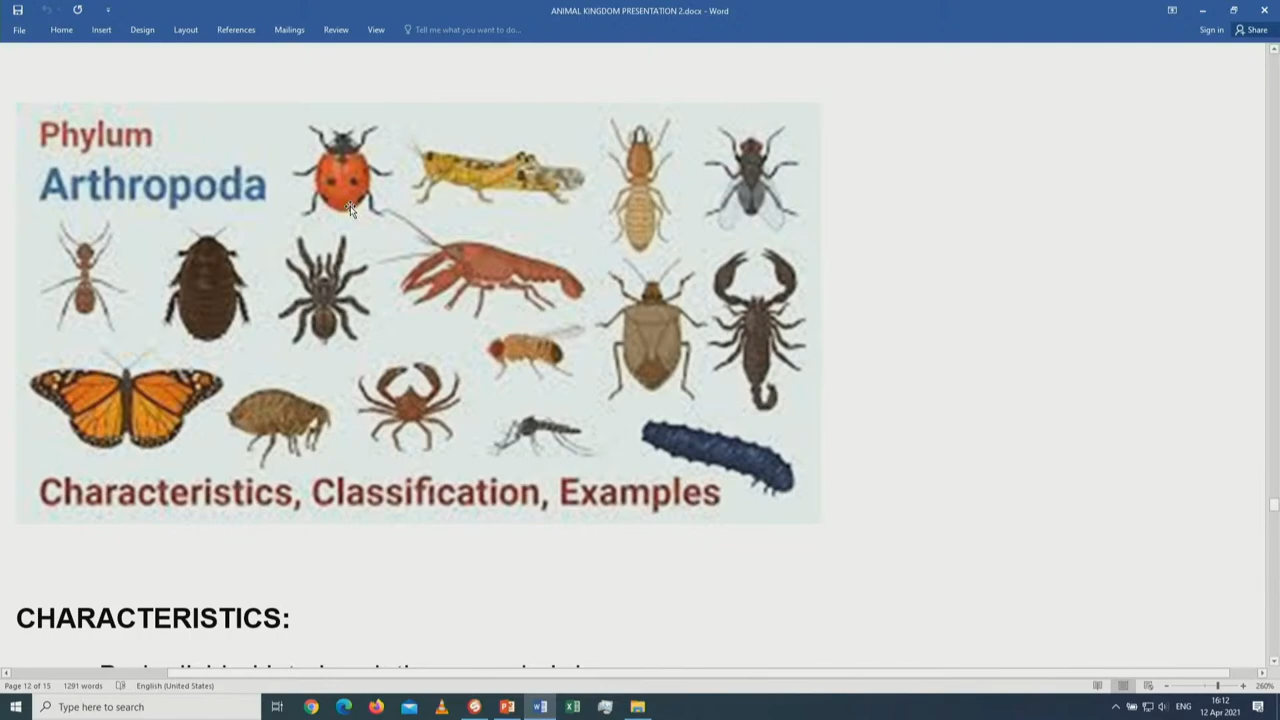 ANIMAL KINGDOM PRESENTATION 2.docx - Word
File Home Insert Design Layout References Mailings Review View Tell me what you want to do... Sign in Share
Phylum
Arthropoda
Characteristics, Classification, Examples
CHARACTERISTICS:
Page 12 of 15 1291 words English (United States) 260%
Type here to search ENG 16:12
12 Apr 2021